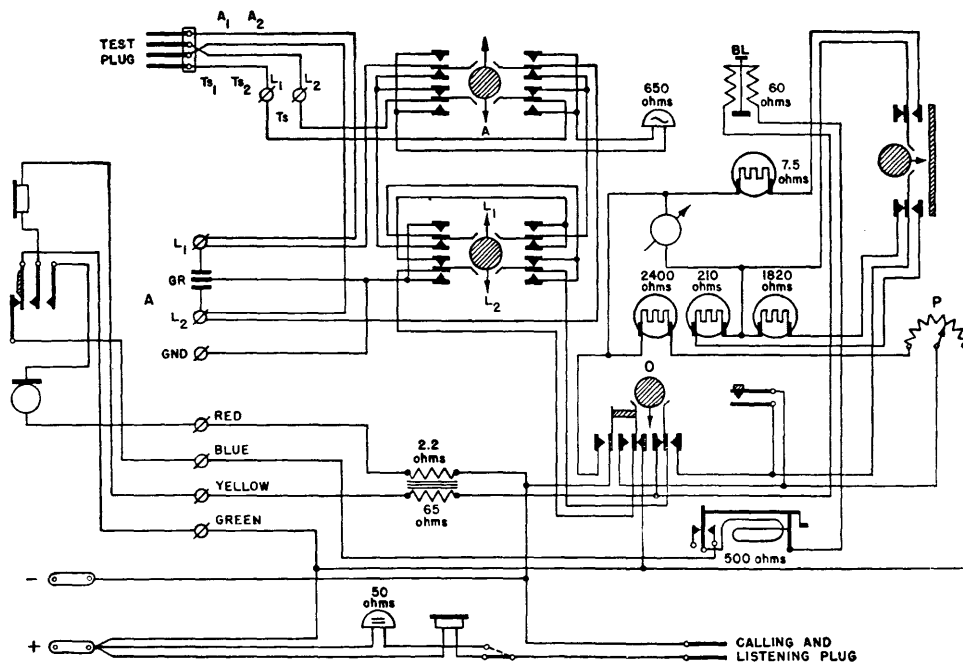 A₁ A₂
TEST
PLUG
Ts₁ Ts₂ L₁ L₂
Ts
A
650
ohms
BL
60
ohms
7.5
ohms
L₁
L₂
L₁
GR
A
L₂
GND
2400
ohms
210
ohms
1820
ohms
P
O
RED
BLUE
YELLOW
GREEN
2.2
ohms
65
ohms
500 ohms
-
50
ohms
+
CALLING AND
LISTENING PLUG